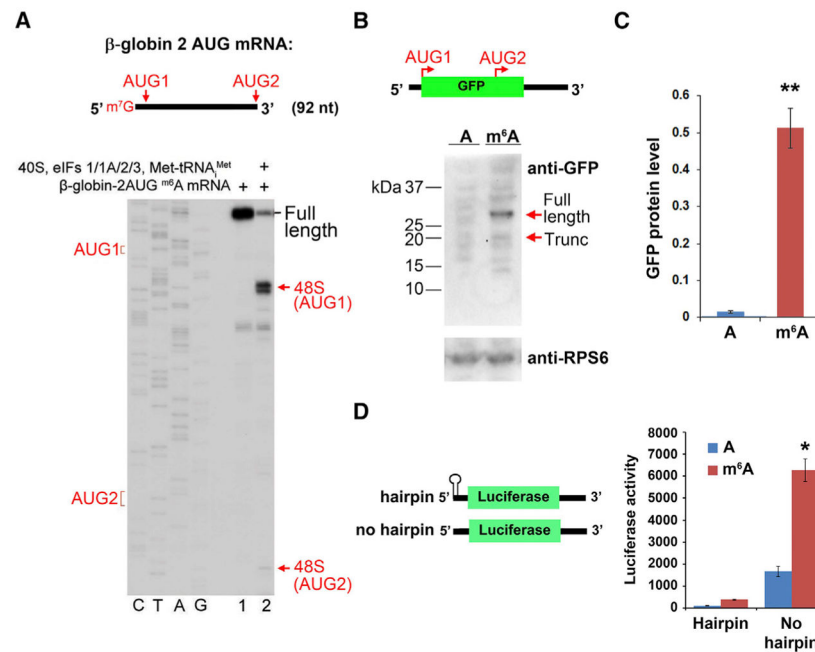 A
β-globin 2 AUG mRNA:
AUG1 AUG2
5' m⁷G 3' (92 nt)
40S, eIFs 1/1A/2/3, Met-tRNAᵢᴹᵉᵗ +
β-globin-2AUG ᵐ⁶A mRNA + +
Full
length
AUG1
48S
(AUG1)
AUG2
48S
(AUG2)
C T A G 1 2
B
AUG1 AUG2
5' GFP 3'
A m⁶A
anti-GFP
kDa 37
Full
length
25
20
Trunc
15
10
anti-RPS6
C
GFP protein level
0.6
0.5
0.4
0.3
0.2
0.1
0
**
A m⁶A
D
hairpin 5' Luciferase 3'
no hairpin 5' Luciferase 3'
Luciferase activity
8000
7000
6000
5000
4000
3000
2000
1000
0
A
m⁶A
*
Hairpin No
hairpin